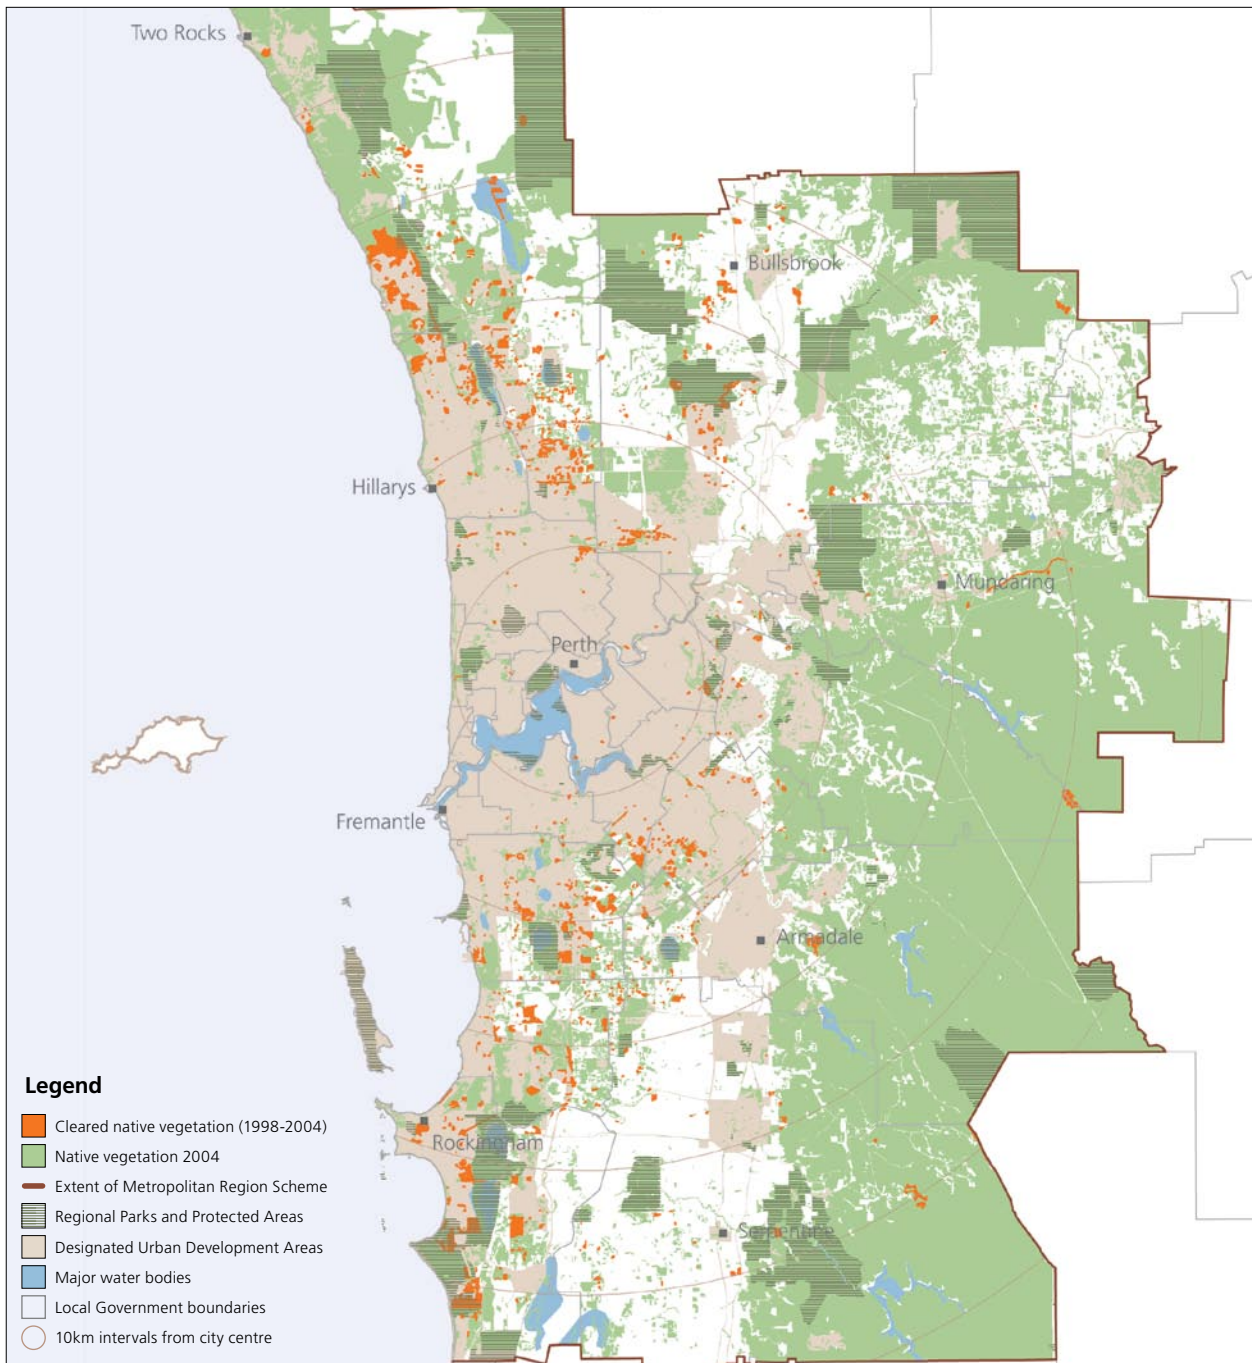 Two Rocks
Bullsbrook
Hillarys
Mundaring
Perth
Fremantle
Armadale
Rockingham
Serpentine
Legend
Cleared native vegetation (1998-2004)
Native vegetation 2004
Extent of Metropolitan Region Scheme
Regional Parks and Protected Areas
Designated Urban Development Areas
Major water bodies
Local Government boundaries
10km intervals from city centre